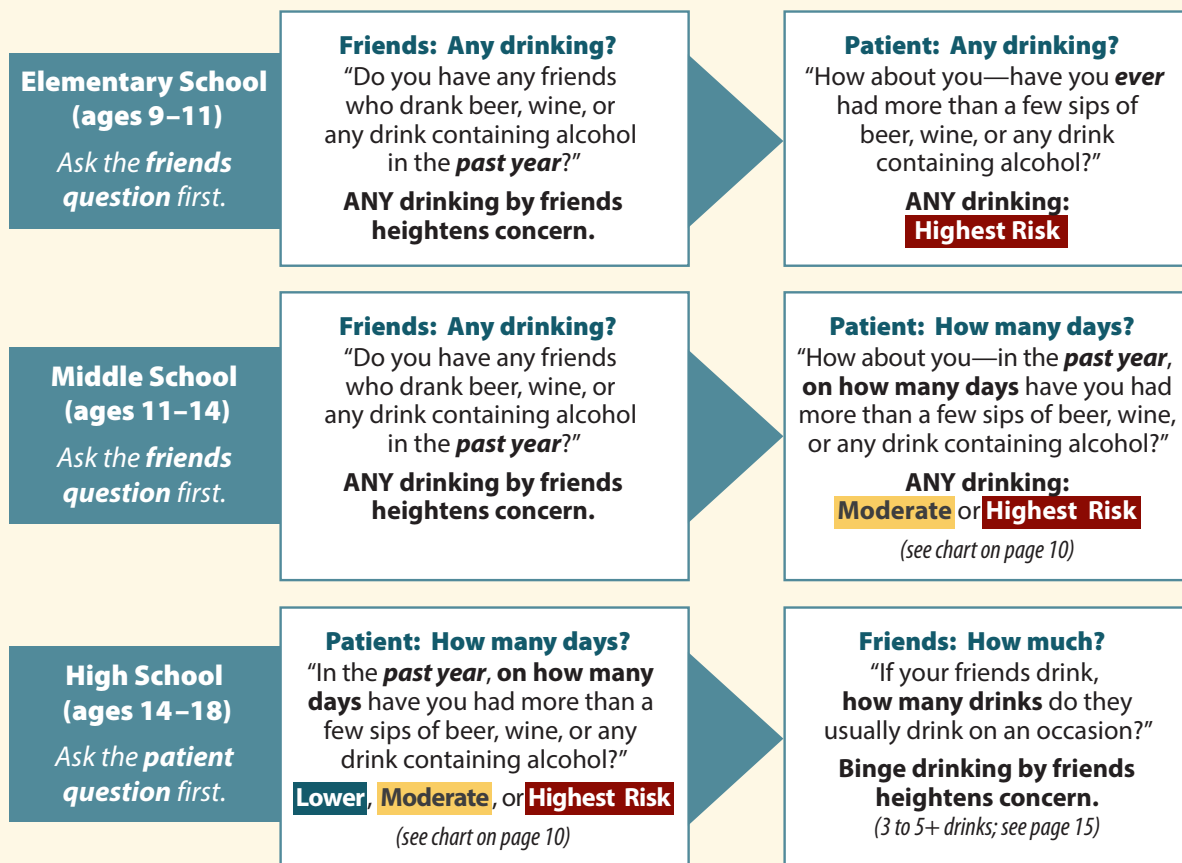 Elementary School
(ages 9–11)
Ask the friends
question first.
Friends: Any drinking?
“Do you have any friends
who drank beer, wine, or
any drink containing alcohol
in the past year?”
ANY drinking by friends
heightens concern.
Patient: Any drinking?
“How about you—have you ever
had more than a few sips of
beer, wine, or any drink
containing alcohol?”
ANY drinking:
Highest Risk
Middle School
(ages 11–14)
Ask the friends
question first.
Friends: Any drinking?
“Do you have any friends
who drank beer, wine, or
any drink containing alcohol
in the past year?”
ANY drinking by friends
heightens concern.
Patient: How many days?
“How about you—in the past year,
on how many days have you had
more than a few sips of beer, wine,
or any drink containing alcohol?”
ANY drinking:
Moderate or Highest Risk
(see chart on page 10)
High School
(ages 14–18)
Ask the patient
question first.
Patient: How many days?
“In the past year, on how many
days have you had more than a
few sips of beer, wine, or any
drink containing alcohol?”
Lower, Moderate, or Highest Risk
(see chart on page 10)
Friends: How much?
“If your friends drink,
how many drinks do they
usually drink on an occasion?”
Binge drinking by friends
heightens concern.
(3 to 5+ drinks; see page 15)